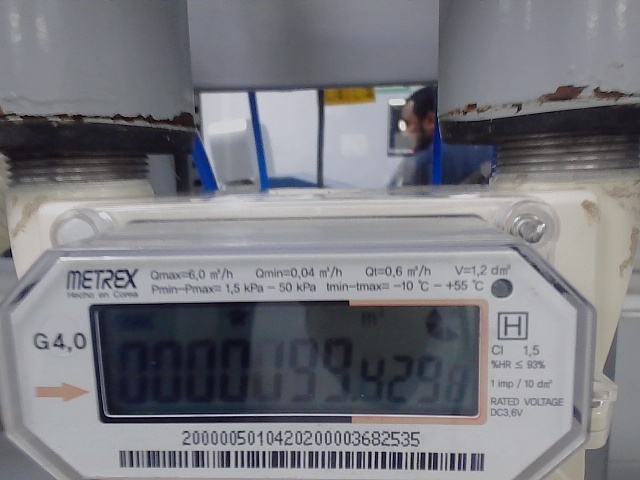 METREX
Hecho en Corea
Qmax=6,0 m³/h Qmin=0,04 m³/h Qt=0,6 m³/h V=1,2 dm³
Pmin-Pmax= 1,5 kPa - 50 kPa tmin-tmax= -10 °C - +55 °C
G4,0
m³
H
Cl 1,5
%HR ≤ 93%
1 imp / 10 dm³
RATED VOLTAGE
DC3,6V
20000050104202000003682535